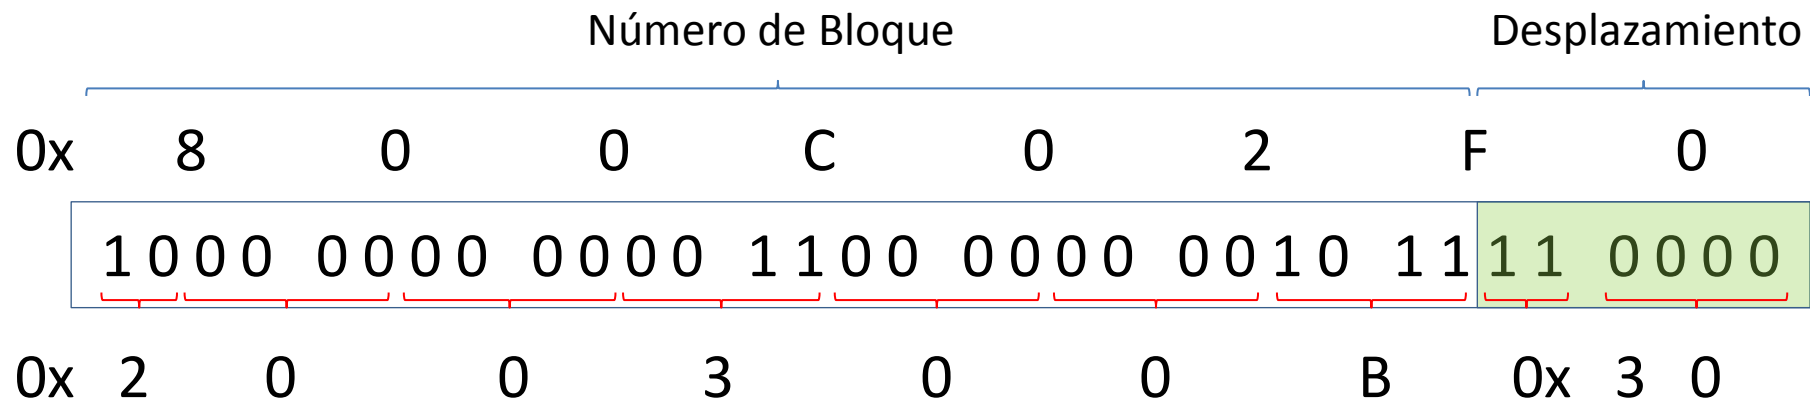 Número de Bloque Desplazamiento
0x 8 0 0 C 0 2 F 0
1 0 0 0 0 0 0 0 0 0 0 0 1 1 0 0 0 0 0 0 0 0 1 0 1 1 1 1 0 0 0 0
0x 2 0 0 3 0 0 B 0x 3 0